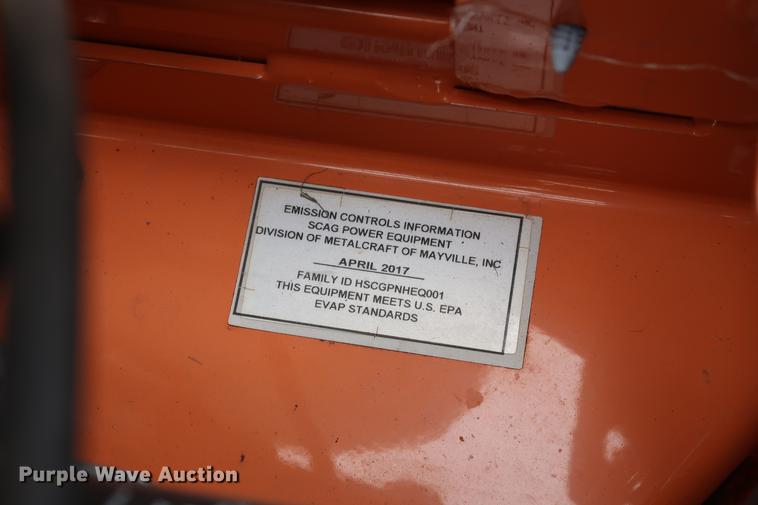 EMISSION CONTROLS INFORMATION
SCAG POWER EQUIPMENT
DIVISION OF METALCRAFT OF MAYVILLE, INC
APRIL 2017
FAMILY ID HSCGPNHEQ001
THIS EQUIPMENT MEETS U.S. EPA
EVAP STANDARDS
Purple Wave Auction